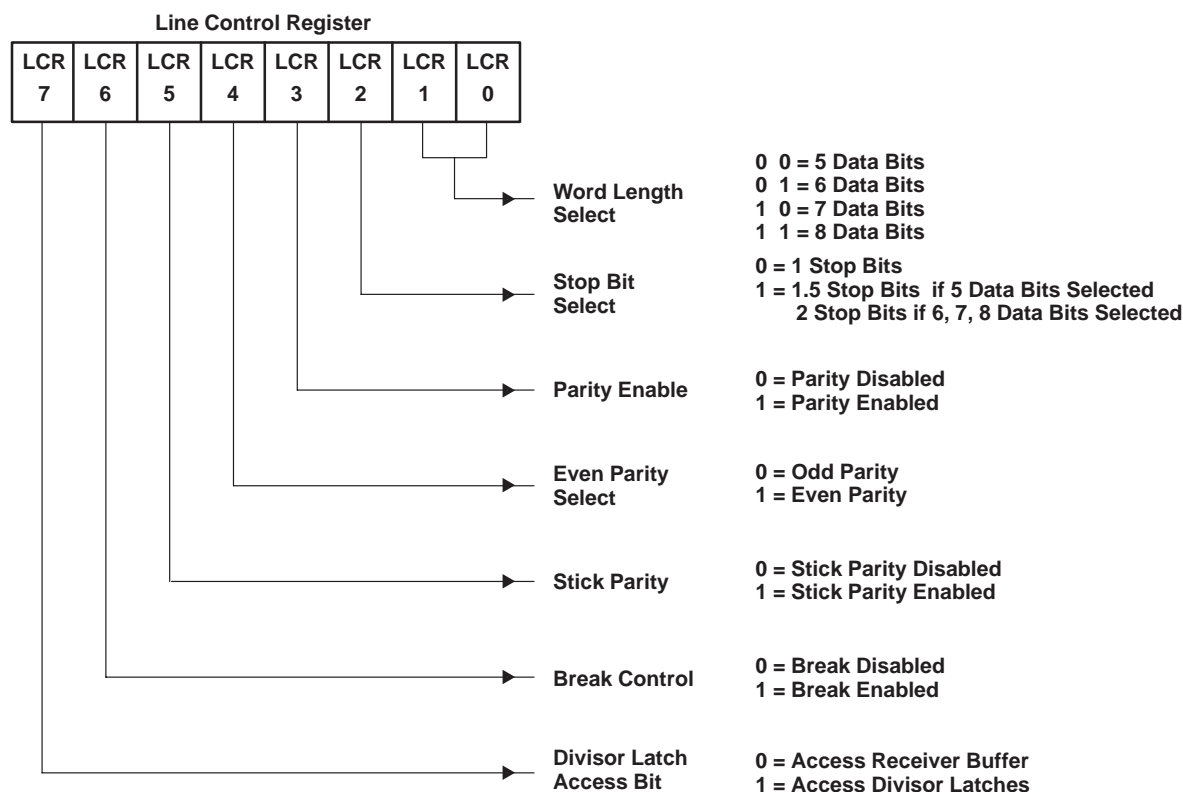 Line Control Register
LCR LCR LCR LCR LCR LCR LCR LCR
7 6 5 4 3 2 1 0
Word Length
Select
0 0 = 5 Data Bits
0 1 = 6 Data Bits
1 0 = 7 Data Bits
1 1 = 8 Data Bits
Stop Bit
Select
0 = 1 Stop Bits
1 = 1.5 Stop Bits if 5 Data Bits Selected
2 Stop Bits if 6, 7, 8 Data Bits Selected
Parity Enable
0 = Parity Disabled
1 = Parity Enabled
Even Parity
Select
0 = Odd Parity
1 = Even Parity
Stick Parity
0 = Stick Parity Disabled
1 = Stick Parity Enabled
Break Control
0 = Break Disabled
1 = Break Enabled
Divisor Latch
Access Bit
0 = Access Receiver Buffer
1 = Access Divisor Latches